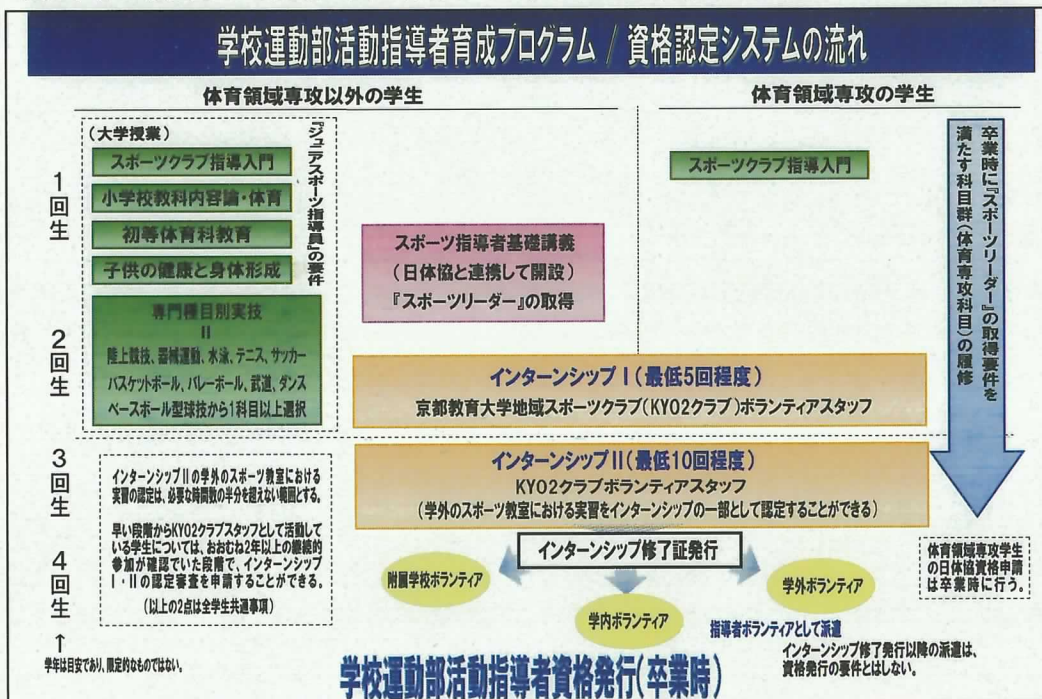 学校運動部活動指導者育成プログラム / 資格認定システムの流れ
体育領域専攻以外の学生
体育領域専攻の学生
1回生
2回生
3回生
4回生
↑
学年は目安であり、限定的なものではない。
(大学授業)
スポーツクラブ指導入門
小学校教科内容論・体育
初等体育科教育
子供の健康と身体形成
専門種目別実技
=
陸上競技、器械運動、水泳、テニス、サッカー
バスケットボール、バレーボール、武道、ダンス
ベースボール型球技から1科目以上選択
『ジュニアスポーツ指導員』の要件
スポーツ指導者基礎講義
(日体協と連携して開設)
『スポーツリーダー』の取得
スポーツクラブ指導入門
卒業時に『スポーツリーダー』の取得要件を
満たす科目群(体育専攻科目)の履修
インターンシップⅠ(最低5回程度)
京都教育大学地域スポーツクラブ(KYO2クラブ)ボランティアスタッフ
インターンシップII(最低10回程度)
KYO2クラブボランティアスタッフ
(学外のスポーツ教室における実習をインターンシップの一部として認定することができる)
インターンシップⅡの学外のスポーツ教室における
実習の認定は、必要な時間数の半分を超えない範囲とする。
早い段階からKYO2クラブスタッフとして活動して
いる学生については、おおむね2年以上の継続的
参加が確認でいた段階で、インターンシップ
Ⅰ・Ⅱの認定審査を申請することができる。
(以上の2点は全学生共通事項)
インターンシップ修了証発行
附属学校ボランティア
学内ボランティア
学外ボランティア
指導者ボランティアとして派遣
インターンシップ修了発行以降の派遣は、
資格発行の要件とはしない。
体育領域専攻学生
の日体協資格申請
は卒業時に行う。
学校運動部活動指導者資格発行(卒業時)